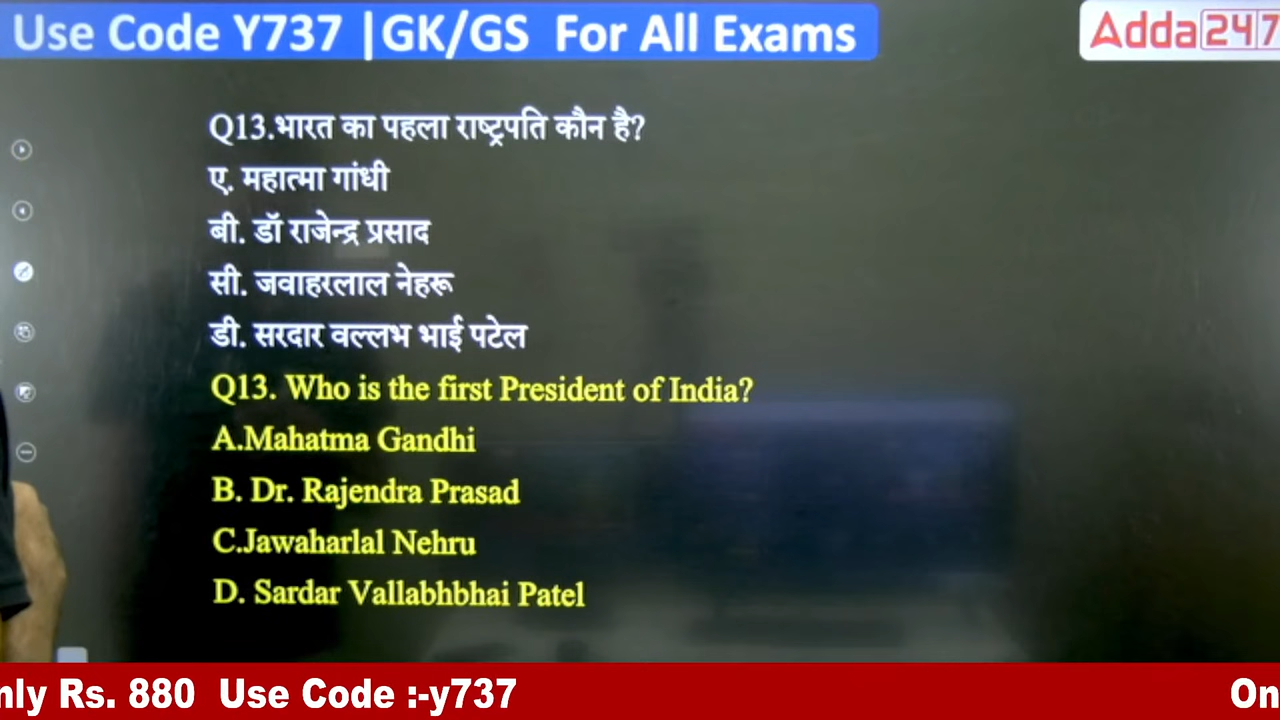 Use Code Y737 |GK/GS For All Exams
Adda247
Q13.भारत का पहला राष्ट्रपति कौन है?
ए. महात्मा गांधी
बी. डॉ राजेन्द्र प्रसाद
सी. जवाहरलाल नेहरू
डी. सरदार वल्लभ भाई पटेल
Q13. Who is the first President of India?
A.Mahatma Gandhi
B. Dr. Rajendra Prasad
C.Jawaharlal Nehru
D. Sardar Vallabhbhai Patel
nly Rs. 880 Use Code :-y737 On